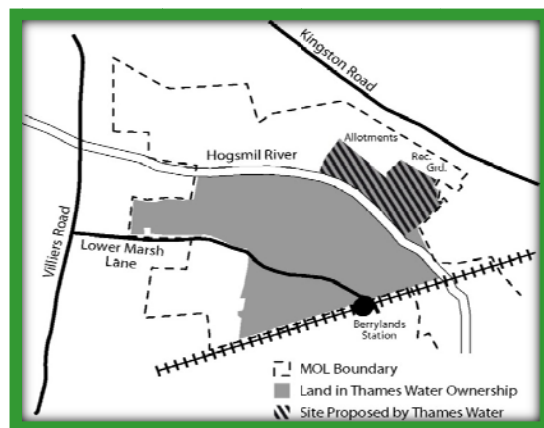 Kingston Road
Allotments
Rec.
Grd.
Hogsmil River
Villiers Road
Lower Marsh
Lane
Berrylands
Station
MOL Boundary
Land in Thames Water Ownership
Site Proposed by Thames Water